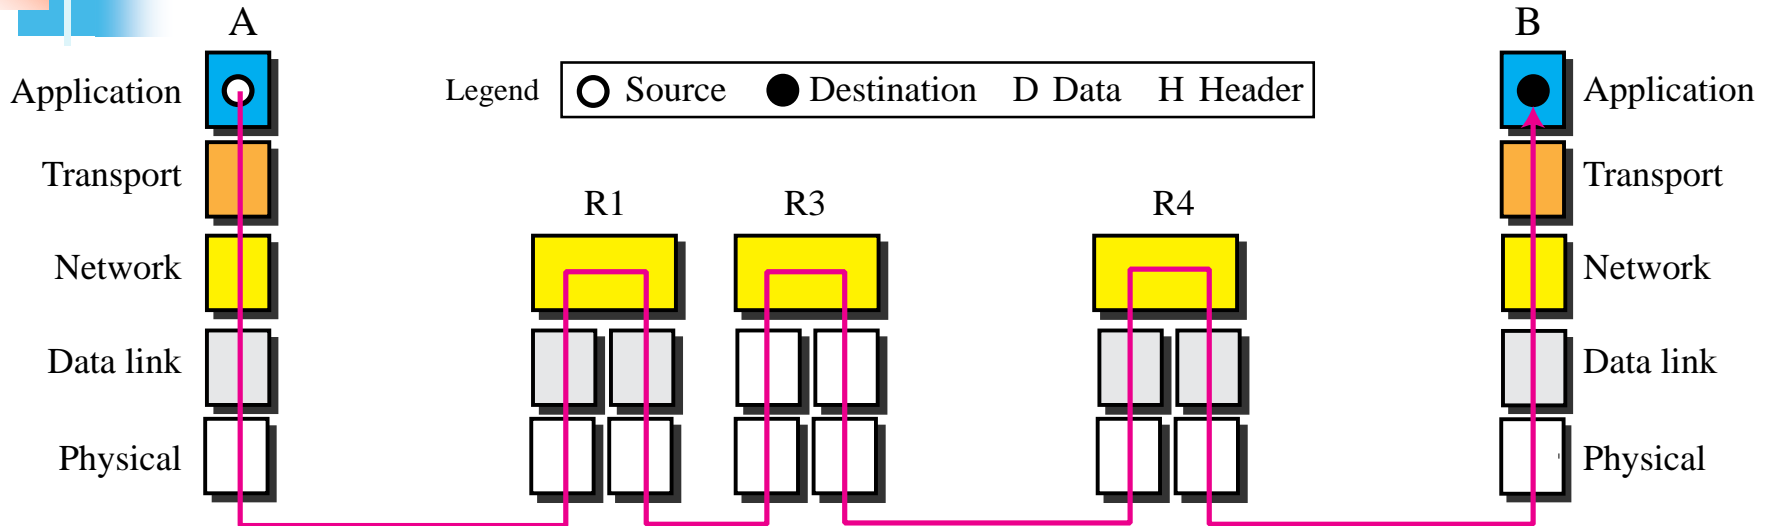 A
B
Legend
Source Destination D Data H Header
Application
Application
Transport
Transport
R1 R3 R4
Network
Network
Data link
Data link
Physical
Physical